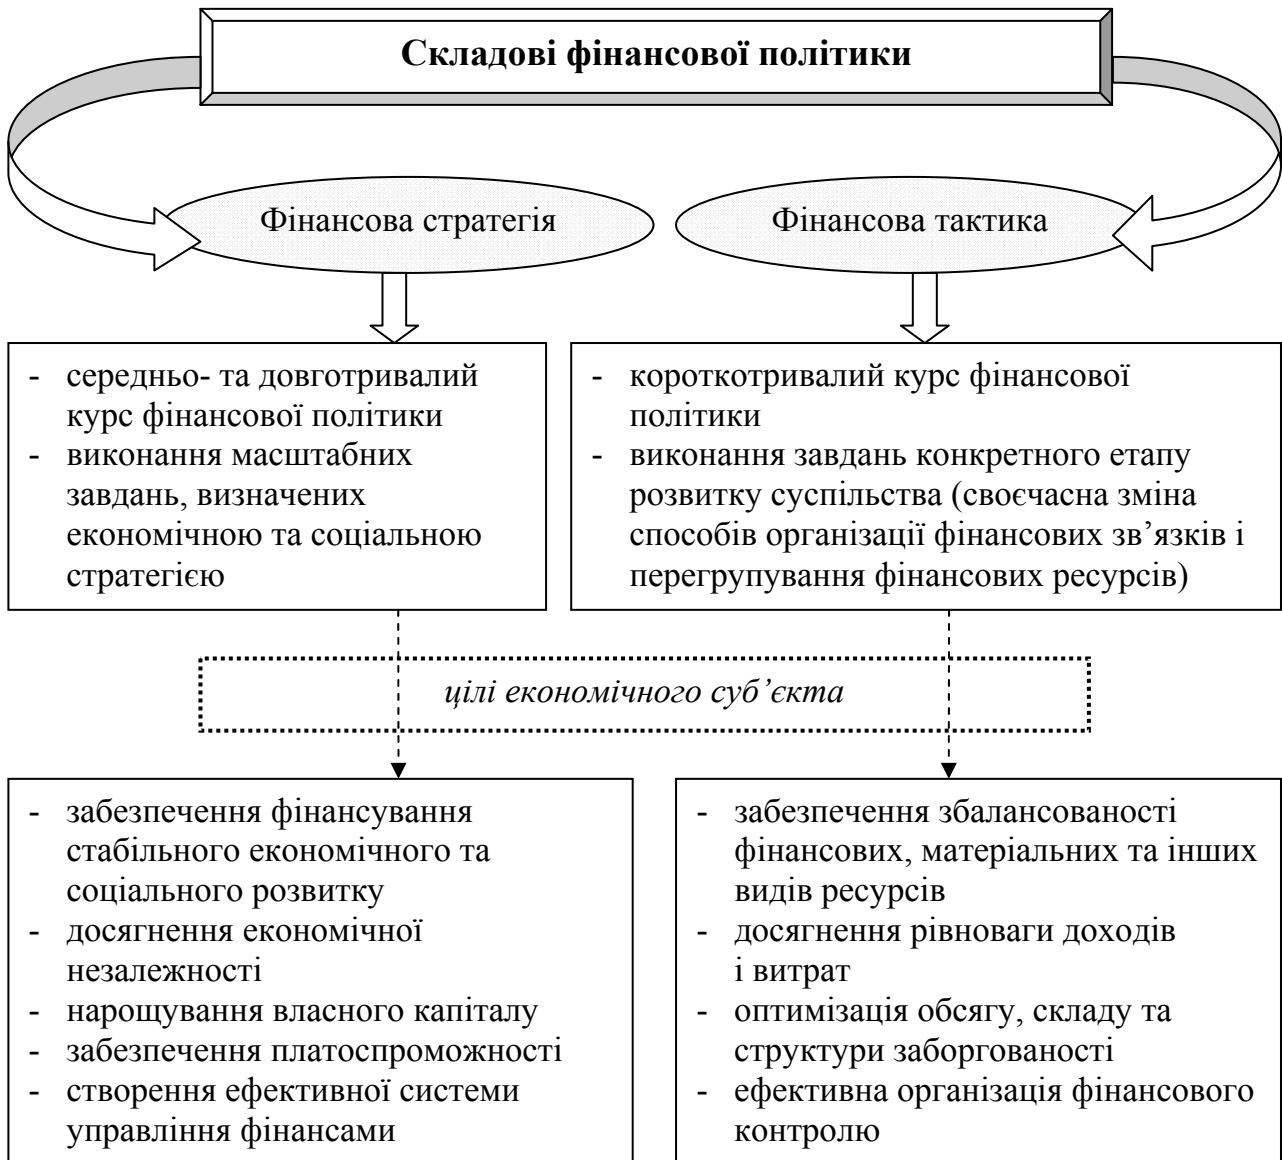 Складові фінансової політики
Фінансова стратегія
Фінансова тактика
- середньо- та довготривалий
курс фінансової політики
- виконання масштабних
завдань, визначених
економічною та соціальною
стратегією
- короткотривалий курс фінансової
політики
- виконання завдань конкретного етапу
розвитку суспільства (своєчасна зміна
способів організації фінансових зв’язків і
перегрупування фінансових ресурсів)
цілі економічного суб’єкта
- забезпечення фінансування
стабільного економічного та
соціального розвитку
- досягнення економічної
незалежності
- нарощування власного капіталу
- забезпечення платоспроможності
- створення ефективної системи
управління фінансами
- забезпечення збалансованості
фінансових, матеріальних та інших
видів ресурсів
- досягнення рівноваги доходів
і витрат
- оптимізація обсягу, складу та
структури заборгованості
- ефективна організація фінансового
контролю